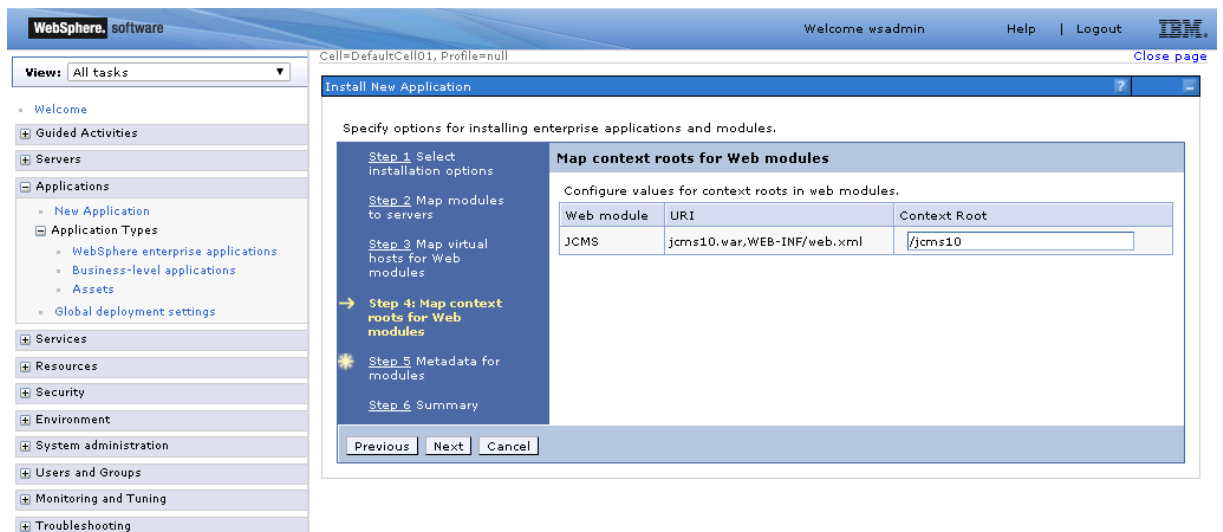 WebSphere. software
Welcome wsadmin
Help | Logout
IBM.
View: All tasks
Cell=DefaultCell01, Profile=null
Close page
Install New Application
?
Welcome
Guided Activities
Servers
Applications
New Application
Application Types
WebSphere enterprise applications
Business-level applications
Assets
Global deployment settings
Services
Resources
Security
Environment
System administration
Users and Groups
Monitoring and Tuning
Troubleshooting
Specify options for installing enterprise applications and modules.
Step 1 Select
installation options
Step 2 Map modules
to servers
Step 3 Map virtual
hosts for Web
modules
Step 4: Map context
roots for Web
modules
Step 5 Metadata for
modules
Step 6 Summary
Map context roots for Web modules
Configure values for context roots in web modules.
Web module URI Context Root
JCMS jcms10.war,WEB-INF/web.xml /jcms10
Previous Next Cancel